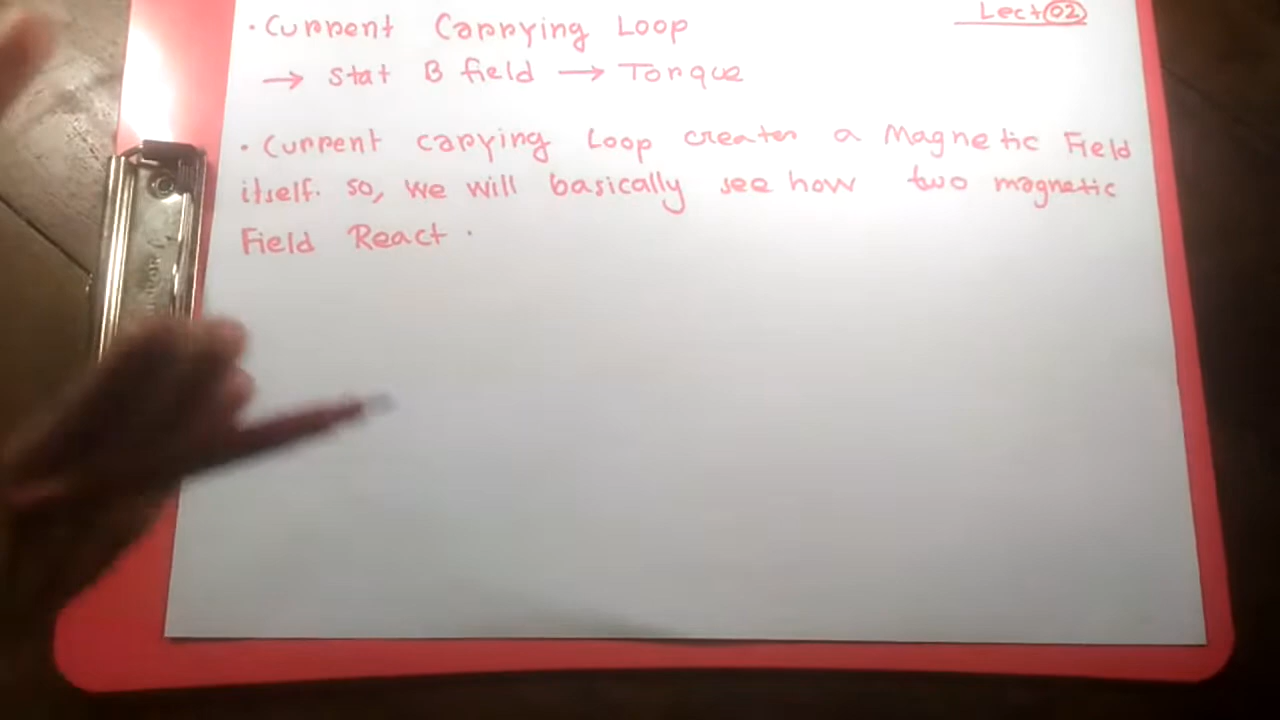 Lect 02
• Current Carrying Loop
→ Stat B field → Torque
• Current carying Loop creates a Magnetic Field
itself. so, we will basically see how two magnetic
Field React.